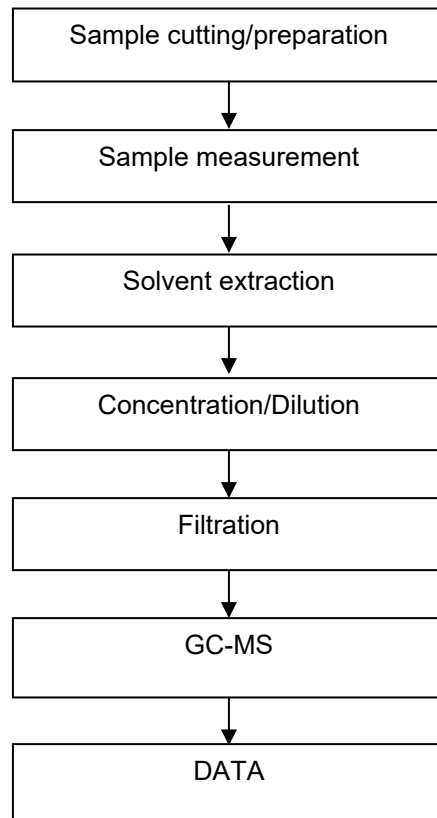 Sample cutting/preparation
Sample measurement
Solvent extraction
Concentration/Dilution
Filtration
GC-MS
DATA